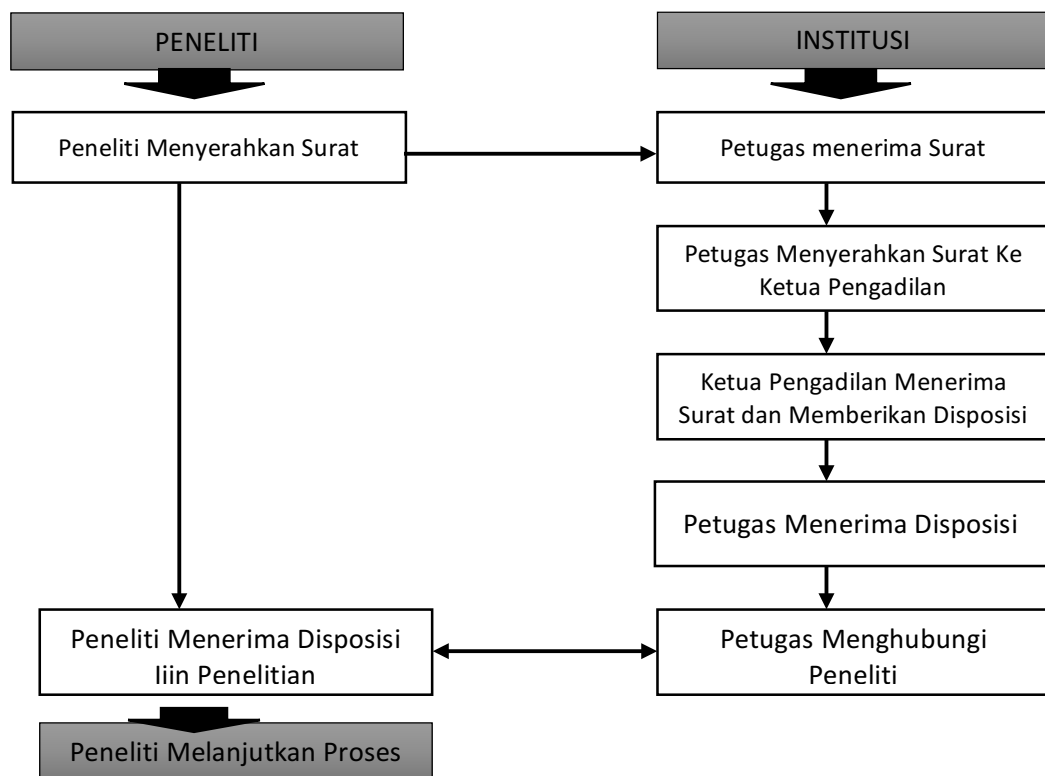 PENELITI
INSTITUSI
Peneliti Menyerahkan Surat
Petugas menerima Surat
Petugas Menyerahkan Surat Ke
Ketua Pengadilan
Ketua Pengadilan Menerima
Surat dan Memberikan Disposisi
Petugas Menerima Disposisi
Peneliti Menerima Disposisi
Iiin Penelitian
Petugas Menghubungi
Peneliti
Peneliti Melanjutkan Proses